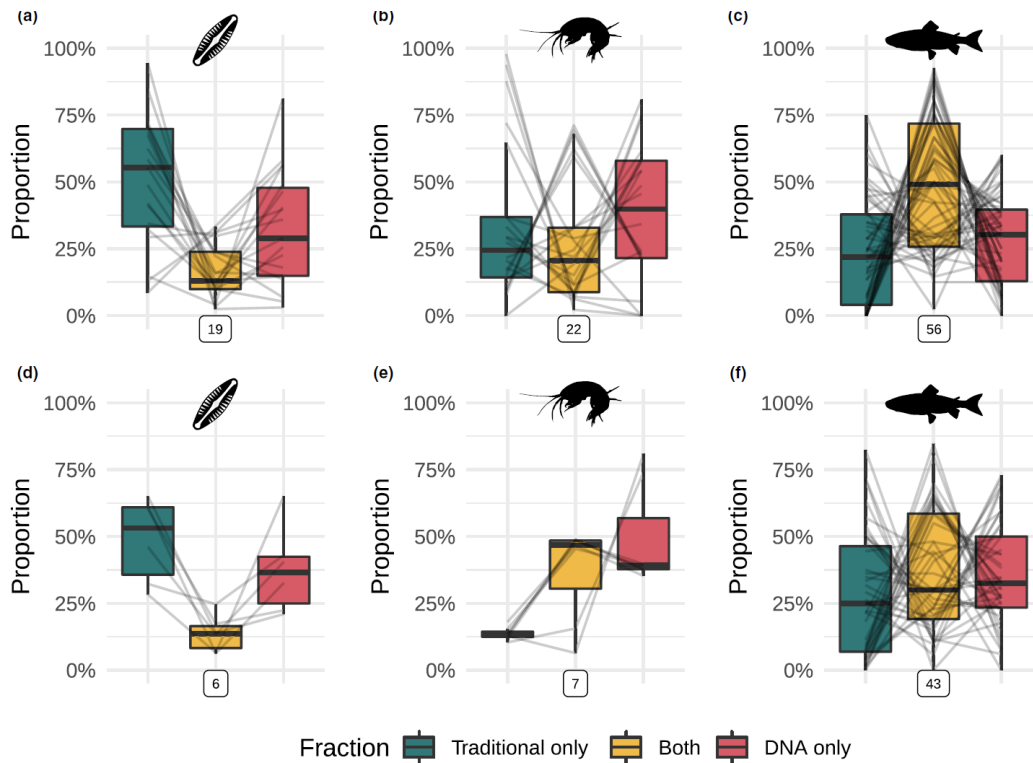 (a) (b) (c)
100% 100% 100%
75% 75% 75%
Proportion Proportion Proportion
50% 50% 50%
25% 25% 25%
0% 0% 0%
19 22 56
(d) (e) (f)
100% 100% 100%
75% 75% 75%
Proportion Proportion Proportion
50% 50% 50%
25% 25% 25%
0% 0% 0%
6 7 43
Fraction Traditional only Both DNA only